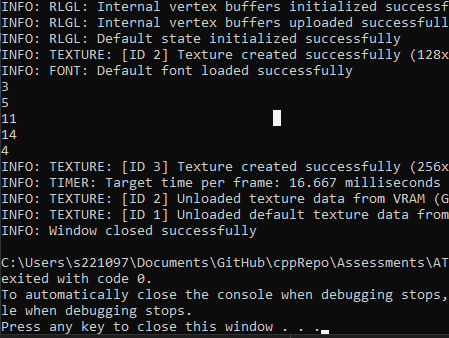 INFO: RLGL: Internal vertex buffers initialized successf
INFO: RLGL: Internal vertex buffers uploaded successfull
INFO: RLGL: Default state initialized successfully
INFO: TEXTURE: [ID 2] Texture created successfully (128x
INFO: FONT: Default font loaded successfully
3
5
11
14
4
INFO: TEXTURE: [ID 3] Texture created successfully (256x
INFO: TIMER: Target time per frame: 16.667 milliseconds
INFO: TEXTURE: [ID 2] Unloaded texture data from VRAM (G
INFO: TEXTURE: [ID 1] Unloaded default texture data from
INFO: Window closed successfully
C:\Users\s221097\Documents\GitHub\cppRepo\Assessments\AT
exited with code 0.
To automatically close the console when debugging stops,
le when debugging stops.
Press any key to close this window . . .